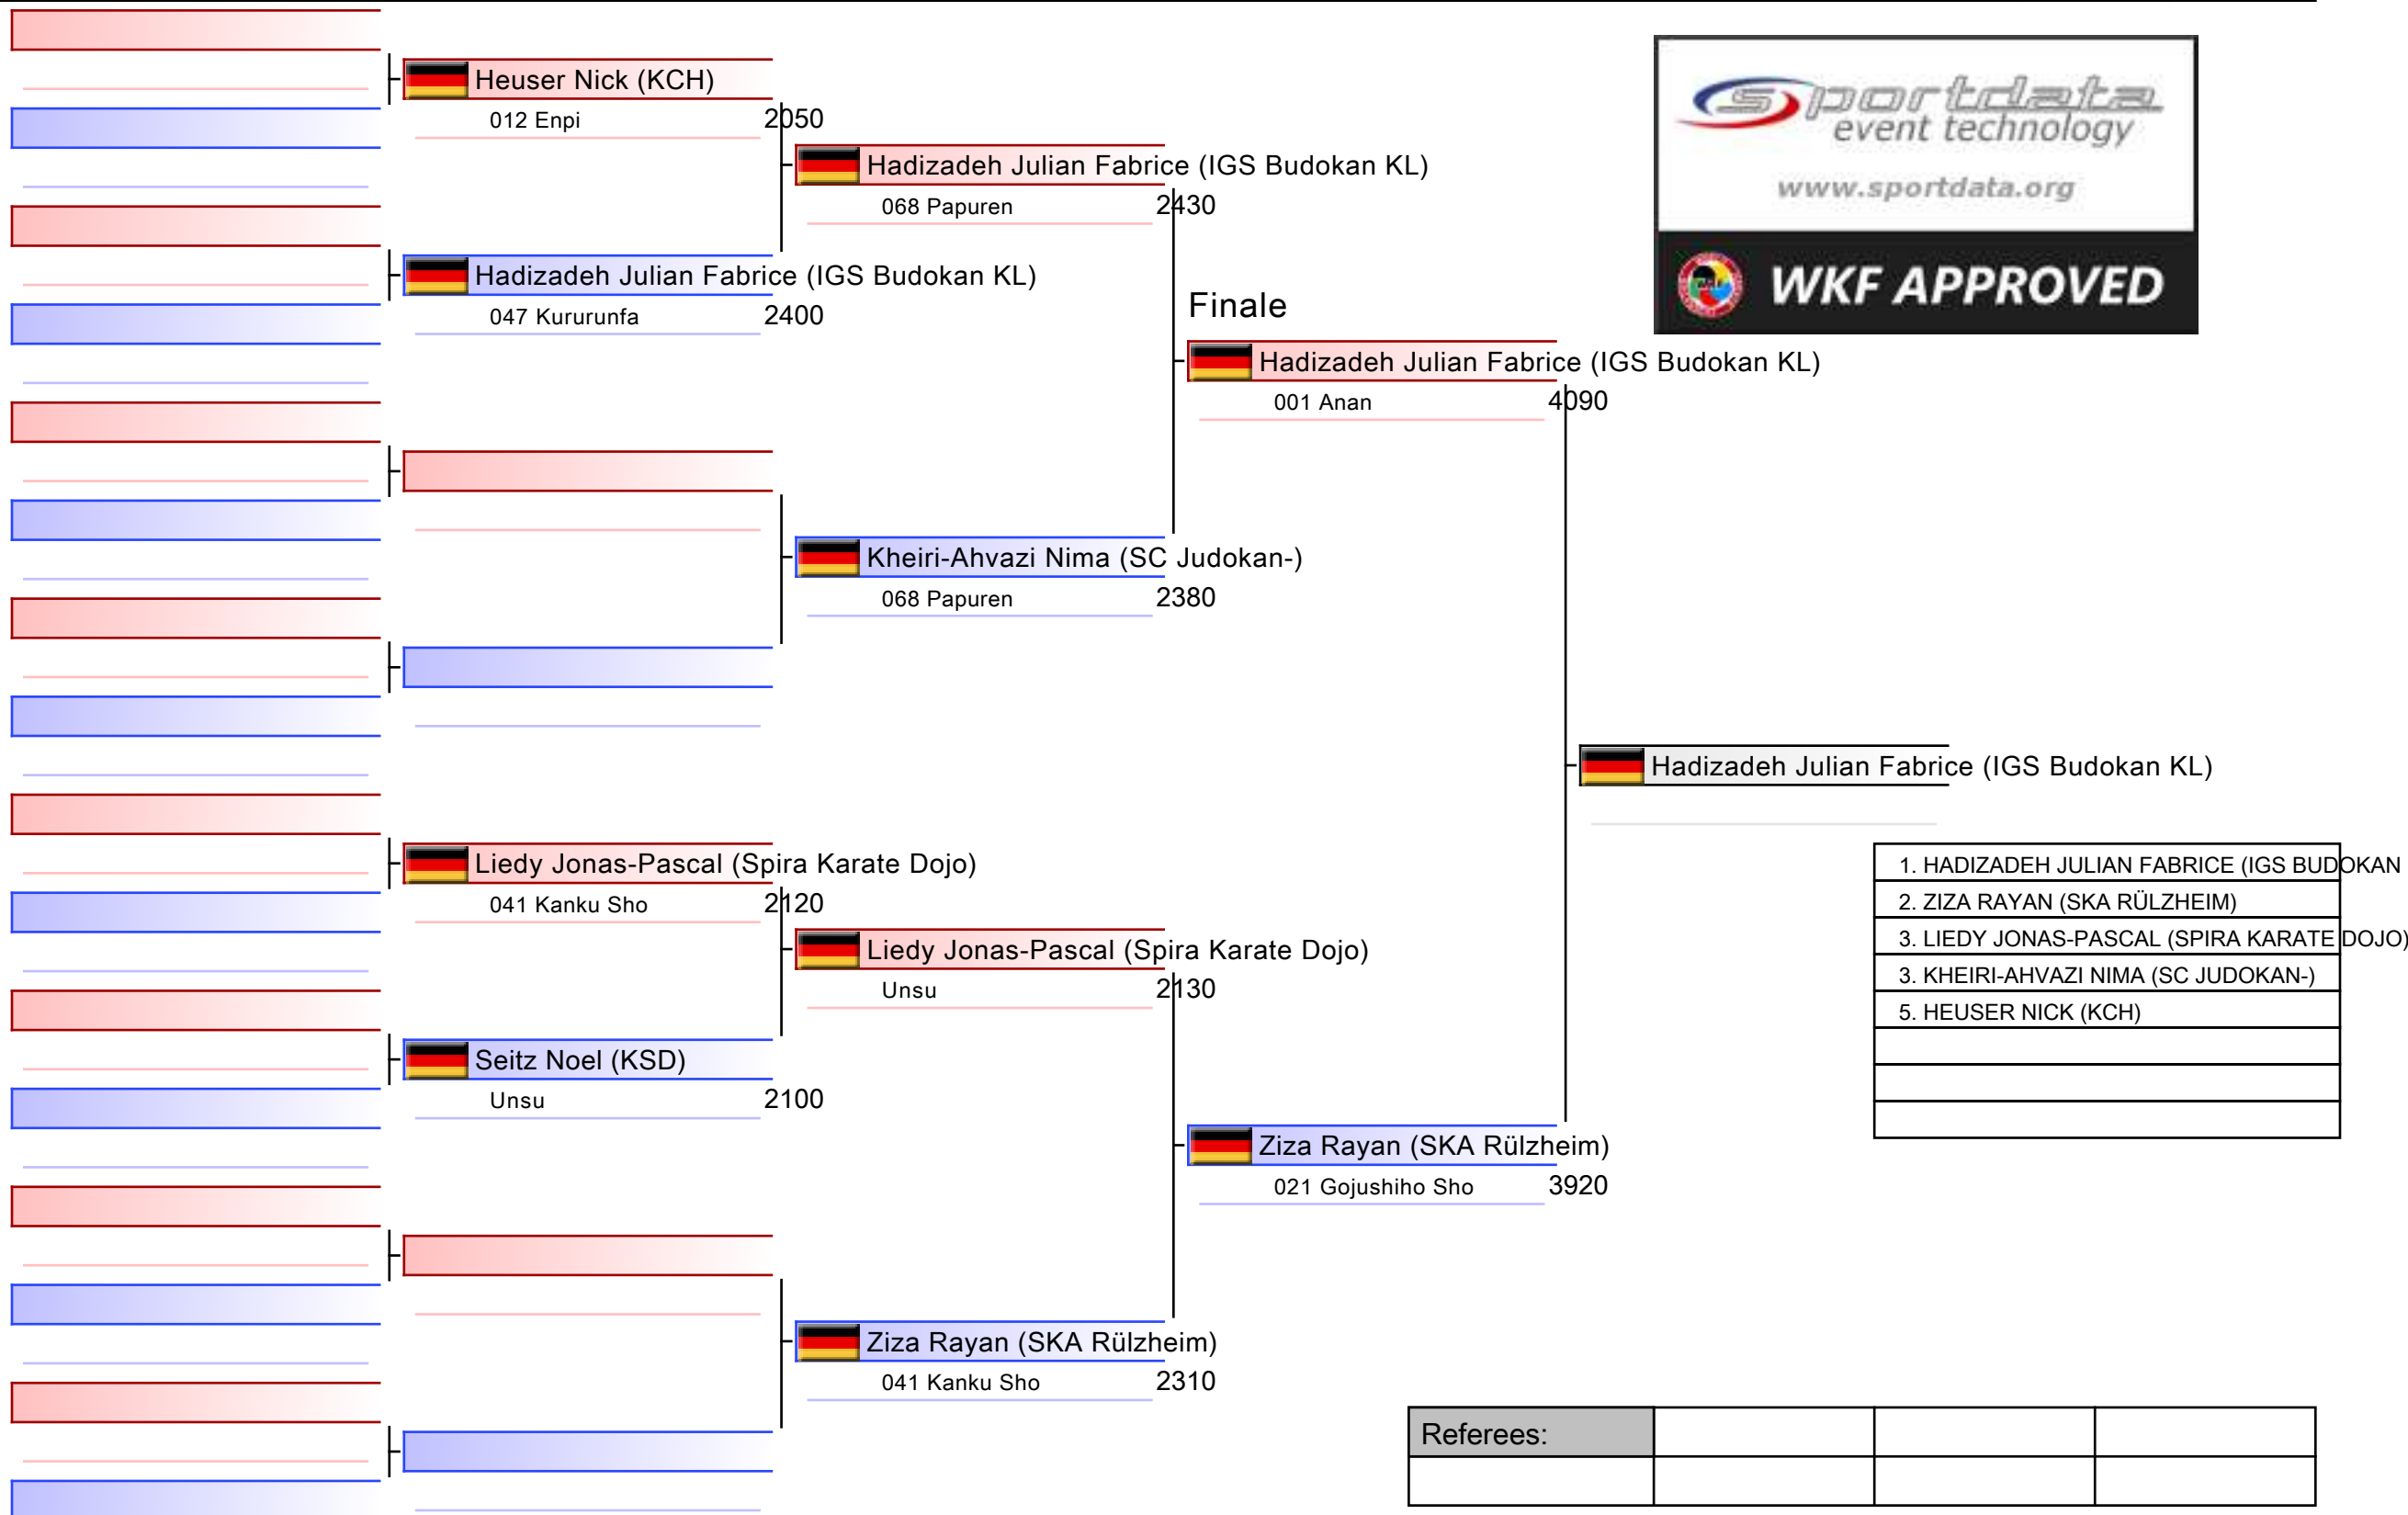 Heuser Nick (KCH)
012 Enpi 2050
Hadizadeh Julian Fabrice (IGS Budokan KL)
068 Papuren 2430
Hadizadeh Julian Fabrice (IGS Budokan KL)
047 Kururunfa 2400
Finale
Hadizadeh Julian Fabrice (IGS Budokan KL)
001 Anan 4090
Kheiri-Ahvazi Nima (SC Judokan-)
068 Papuren 2380
Hadizadeh Julian Fabrice (IGS Budokan KL)
Liedy Jonas-Pascal (Spira Karate Dojo)
041 Kanku Sho 2120
Liedy Jonas-Pascal (Spira Karate Dojo)
Unsu 2130
Seitz Noel (KSD)
Unsu 2100
Ziza Rayan (SKA Rülzheim)
021 Gojushiho Sho 3920
Ziza Rayan (SKA Rülzheim)
041 Kanku Sho 2310
sportdata
event technology
www.sportdata.org
WKF APPROVED
1. HADIZADEH JULIAN FABRICE (IGS BUDOKAN
2. ZIZA RAYAN (SKA RÜLZHEIM)
3. LIEDY JONAS-PASCAL (SPIRA KARATE DOJO)
3. KHEIRI-AHVAZI NIMA (SC JUDOKAN-)
5. HEUSER NICK (KCH)
Referees: